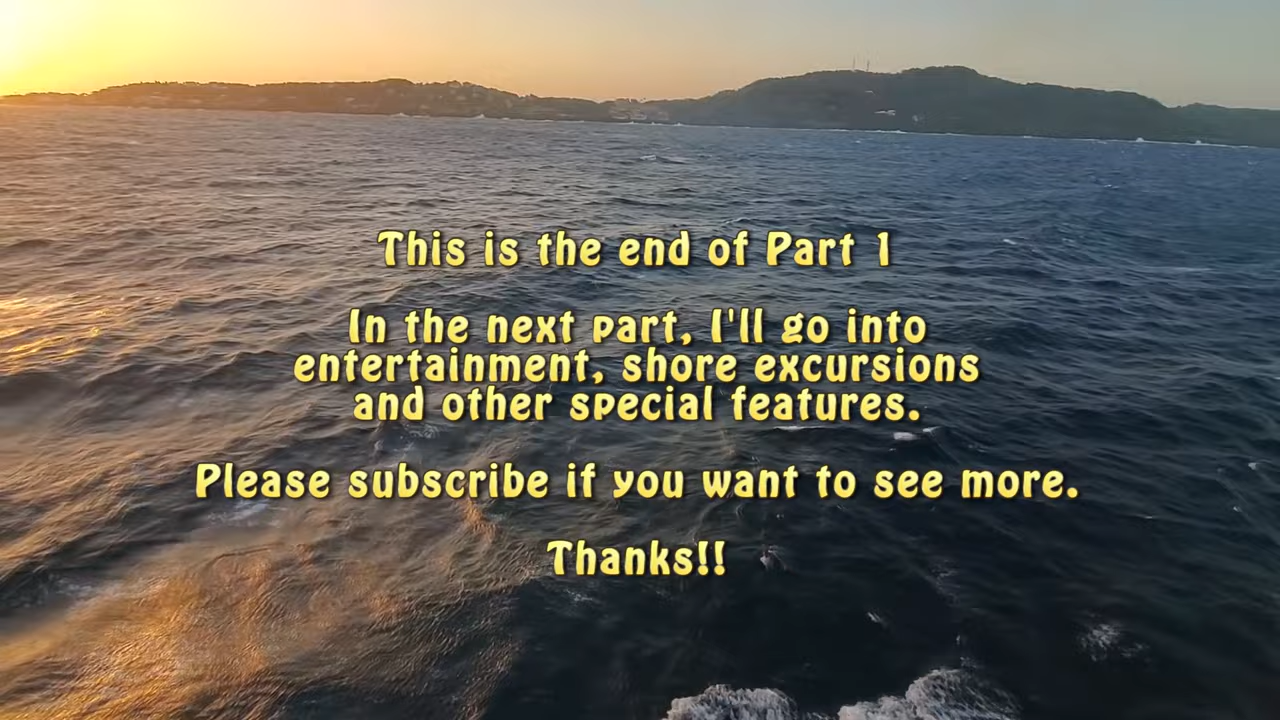 This is the end of Part 1
In the next part, I'll go into
entertainment, shore excursions
and other special features.
Please subscribe if you want to see more.
Thanks!!